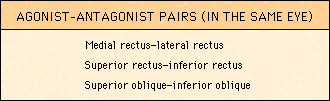 AGONIST–ANTAGONIST PAIRS (IN THE SAME EYE)
Medial rectus–lateral rectus
Superior rectus–inferior rectus
Superior oblique–inferior oblique